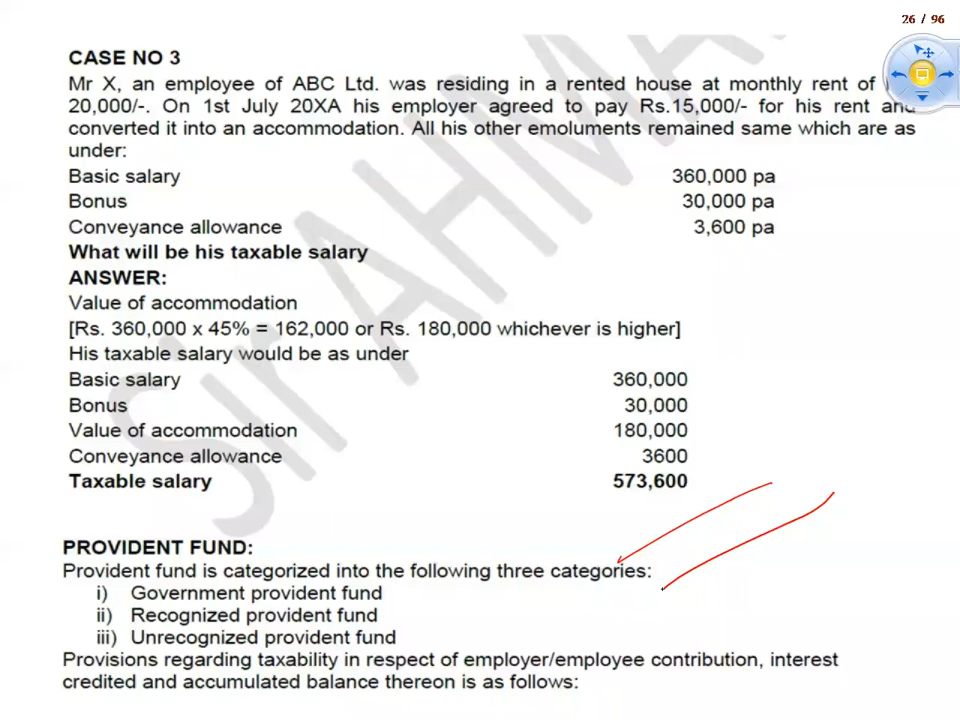 26 / 96
CASE NO 3
Mr X, an employee of ABC Ltd. was residing in a rented house at monthly rent of
20,000/-. On 1st July 20XA his employer agreed to pay Rs.15,000/- for his rent and
converted it into an accommodation. All his other emoluments remained same which are as
under:
Basic salary 360,000 pa
Bonus 30,000 pa
Conveyance allowance 3,600 pa
What will be his taxable salary
ANSWER:
Value of accommodation
[Rs. 360,000 x 45% = 162,000 or Rs. 180,000 whichever is higher]
His taxable salary would be as under
Basic salary 360,000
Bonus 30,000
Value of accommodation 180,000
Conveyance allowance 3600
Taxable salary 573,600
PROVIDENT FUND:
Provident fund is categorized into the following three categories:
i) Government provident fund
ii) Recognized provident fund
iii) Unrecognized provident fund
Provisions regarding taxability in respect of employer/employee contribution, interest
credited and accumulated balance thereon is as follows:
Sir AHMA